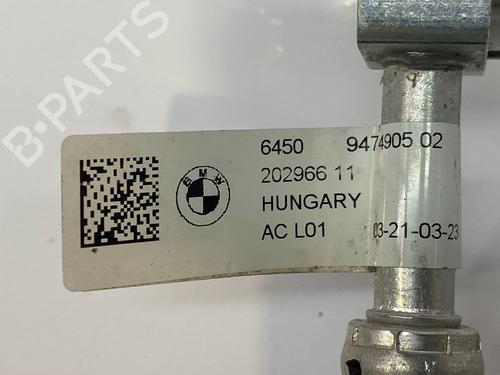 B-PARTS
6450 9474905 02
202966 11
BMW
HUNGARY
AC L01 03-21-03-23